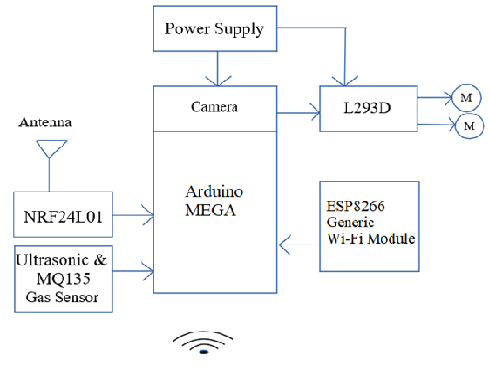 Power Supply
Camera
L293D
M
M
Antenna
Arduino
MEGA
NRF24L01
ESP8266
Generic
Wi-Fi Module
Ultrasonic &
MQ135
Gas Sensor